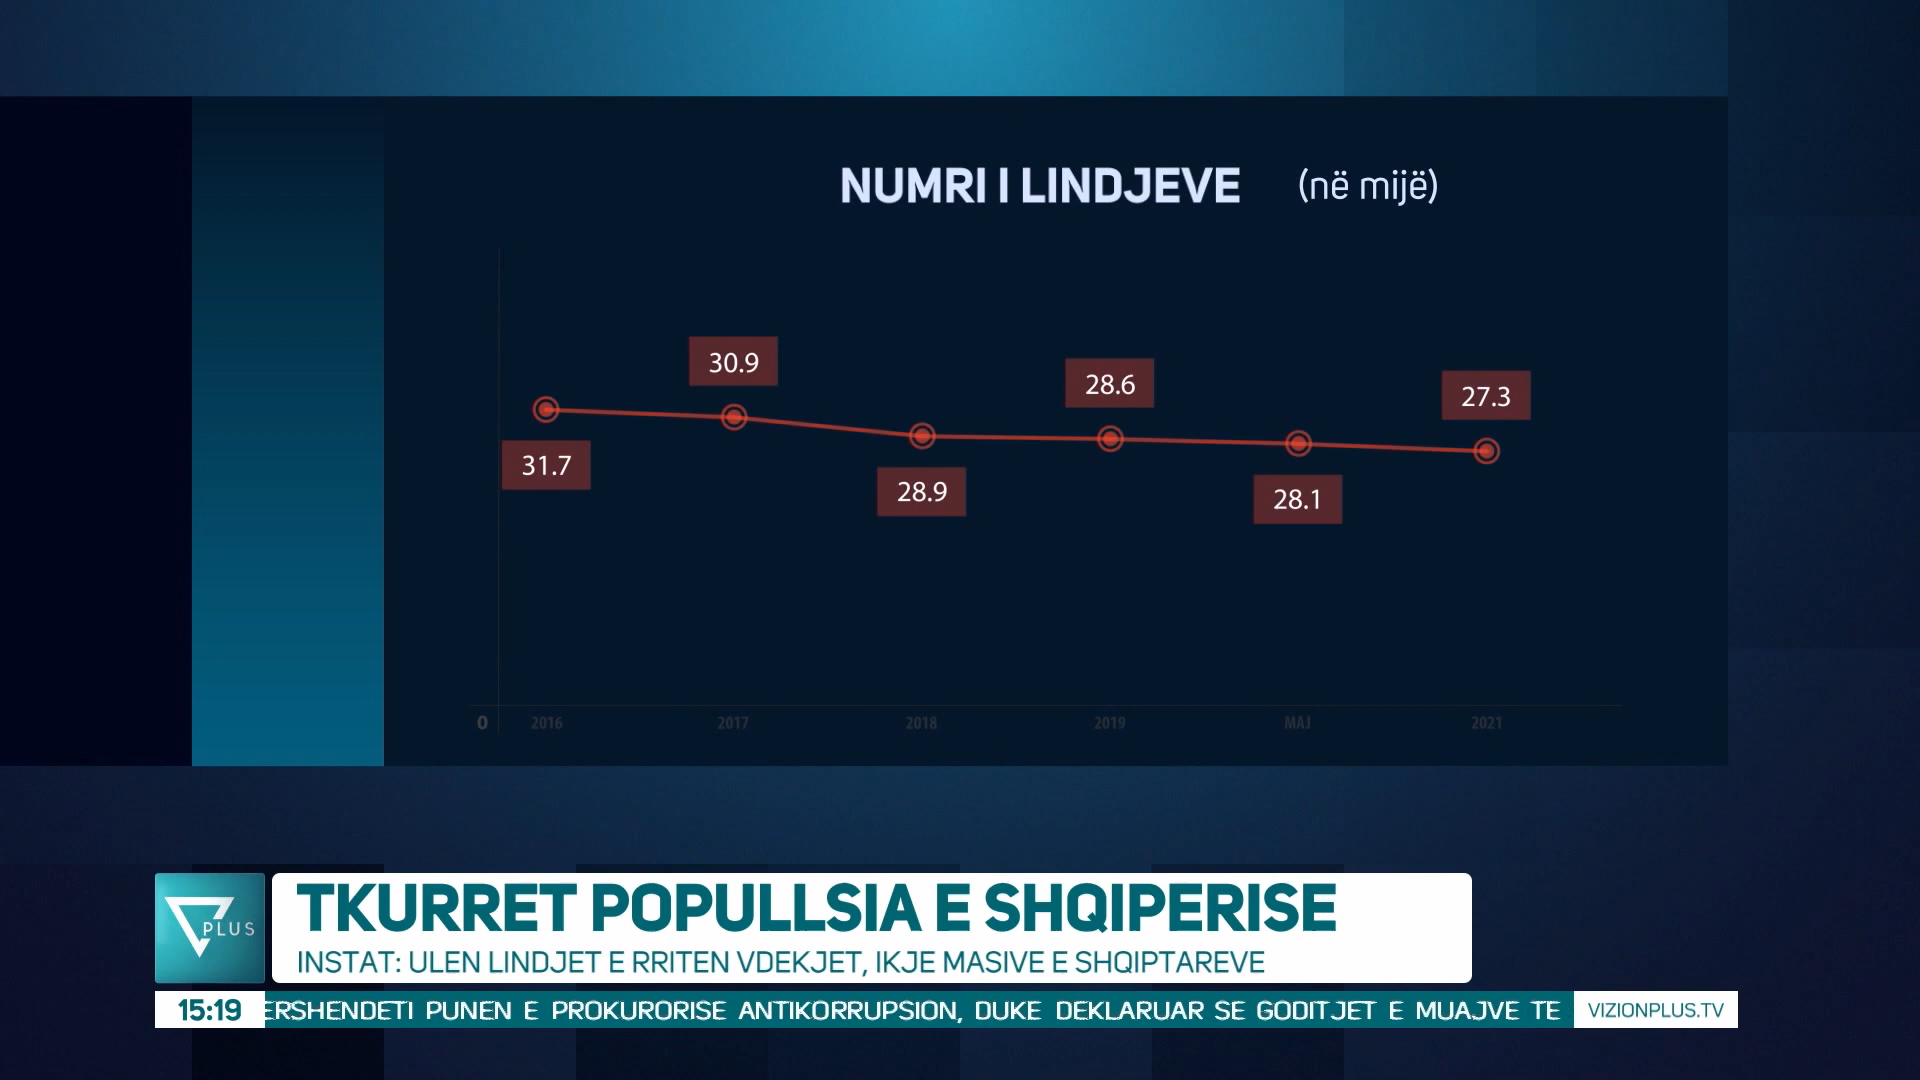 NUMRI I LINDJEVE (në mijë)
30.9
28.6
27.3
31.7
28.9
28.1
0 2016 2017 2018 2019 MAJ 2021
PLUS
TKURRET POPULLSIA E SHQIPERISE
INSTAT: ULEN LINDJET E RRITEN VDEKJET, IKJE MASIVE E SHQIPTAREVE
15:19 ERSHENDETI PUNEN E PROKURORISE ANTIKORRUPSION, DUKE DEKLARUAR SE GODITJET E MUAJVE TE VIZIONPLUS.TV